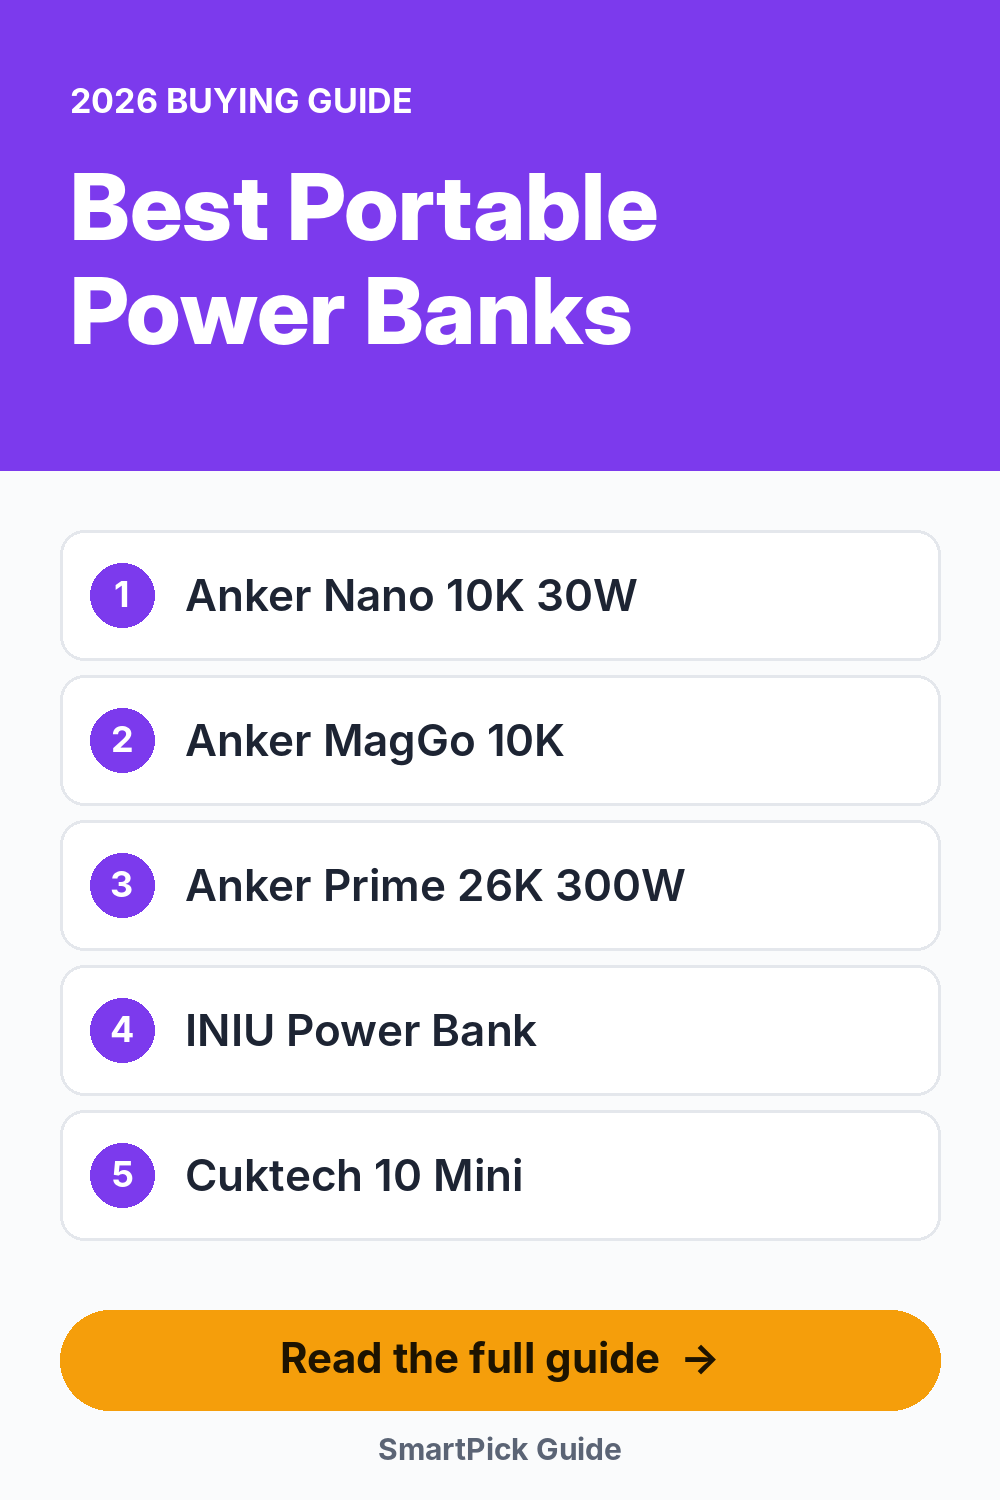 2026 BUYING GUIDE
Best Portable
Power Banks
1 Anker Nano 10K 30W
2 Anker MagGo 10K
3 Anker Prime 26K 300W
4 INIU Power Bank
5 Cuktech 10 Mini
Read the full guide →
SmartPick Guide